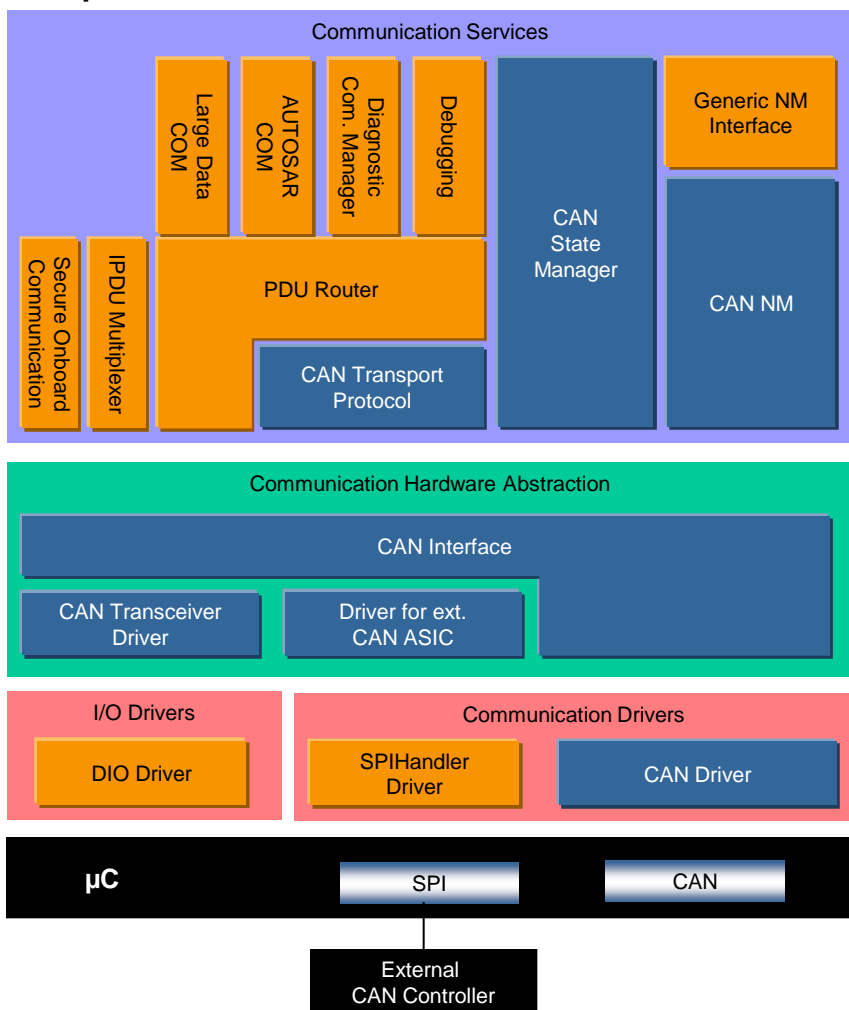 Communication Services
Large Data
COM
AUTOSAR
COM
Diagnostic
Com. Manager
Debugging
CAN
State
Manager
Generic NM
Interface
Secure Onboard
Communication
IPDU Multiplexer
PDU Router
CAN NM
CAN Transport
Protocol
Communication Hardware Abstraction
CAN Interface
CAN Transceiver
Driver
Driver for ext.
CAN ASIC
I/O Drivers
Communication Drivers
DIO Driver
SPIHandler
Driver
CAN Driver
µC
SPI
CAN
External
CAN Controller